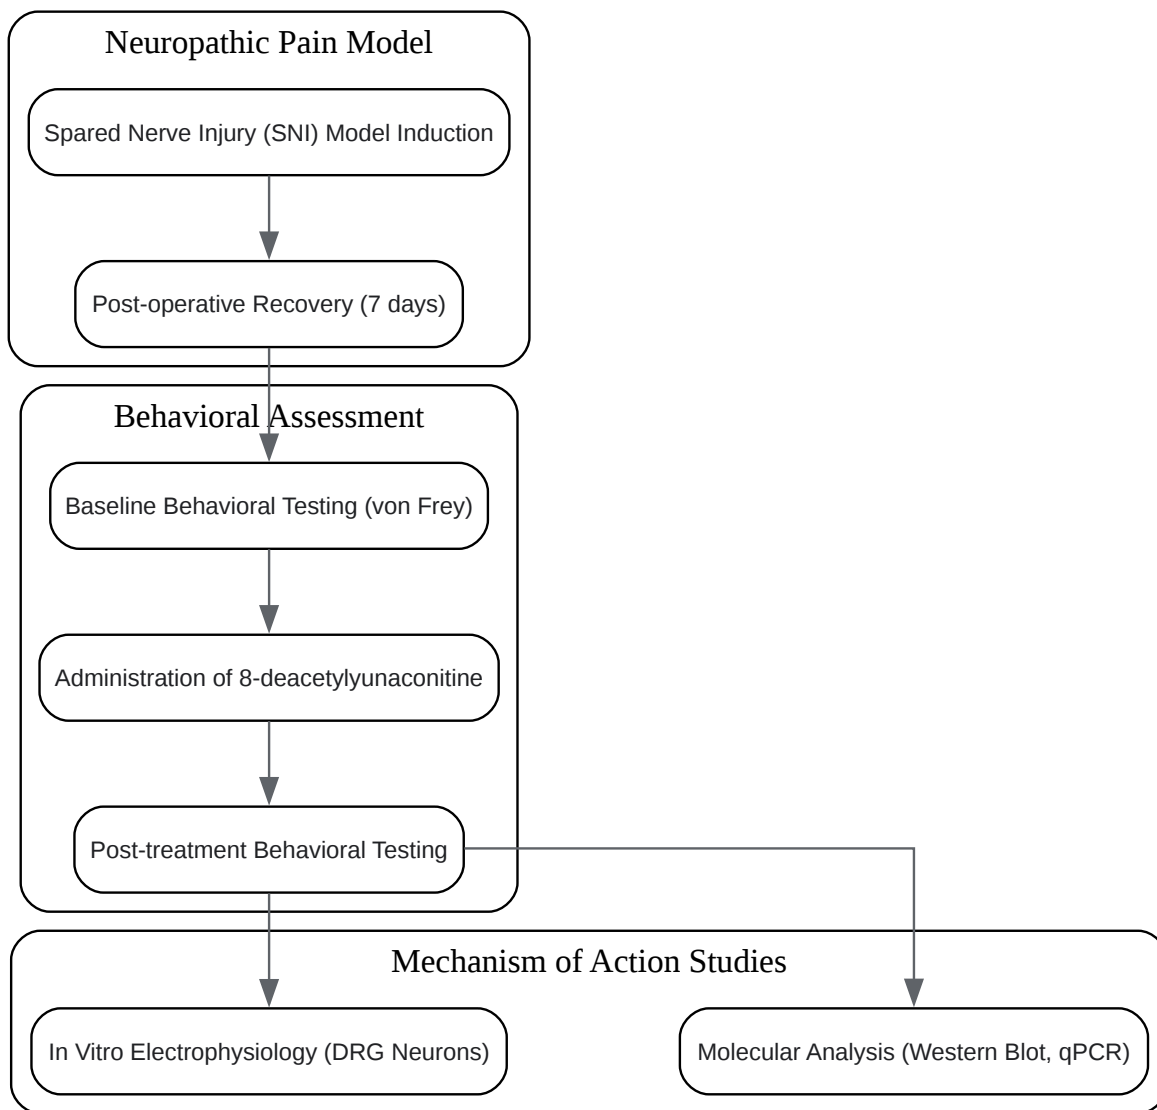 Neuropathic Pain Model
Spared Nerve Injury (SNI) Model Induction
Post-operative Recovery (7 days)
Behavioral Assessment
Baseline Behavioral Testing (von Frey)
Administration of 8-deacetylyunaconitine
Post-treatment Behavioral Testing
Mechanism of Action Studies
In Vitro Electrophysiology (DRG Neurons)
Molecular Analysis (Western Blot, qPCR)